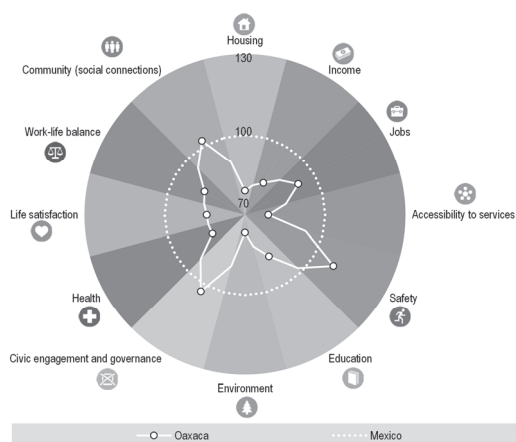 Housing
130
Income
Community (social connections)
100
Jobs
Work-life balance
70
Life satisfaction
Accessibility to services
Health
Safety
Civic engagement and governance
Education
Environment
Oaxaca
Mexico